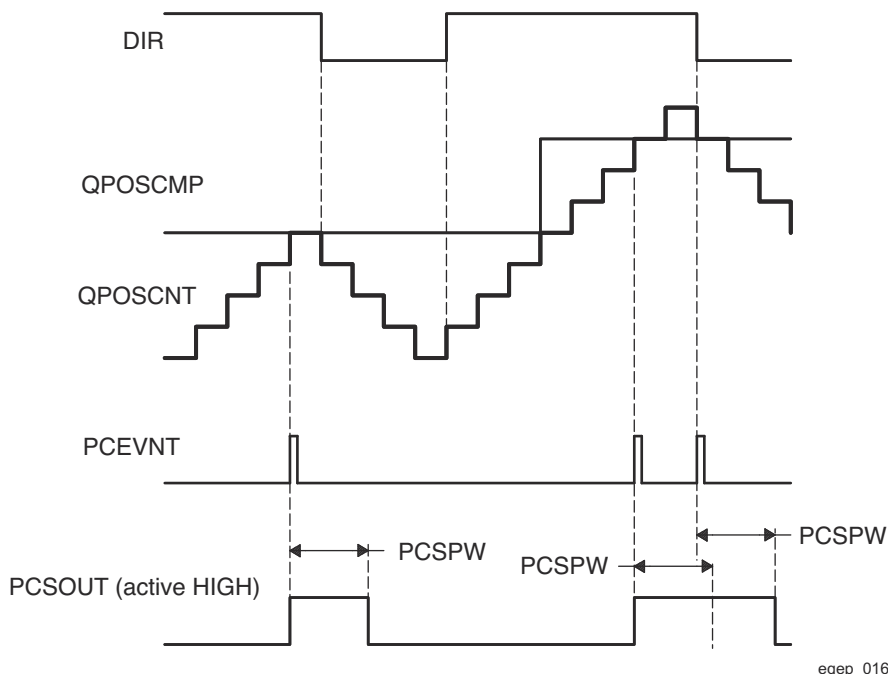 DIR
QPOSCMP
QPOSCNT
PCEVNT
PCSPW
PCSPW
PCSPW
PCSOUT (active HIGH)
eqep_016